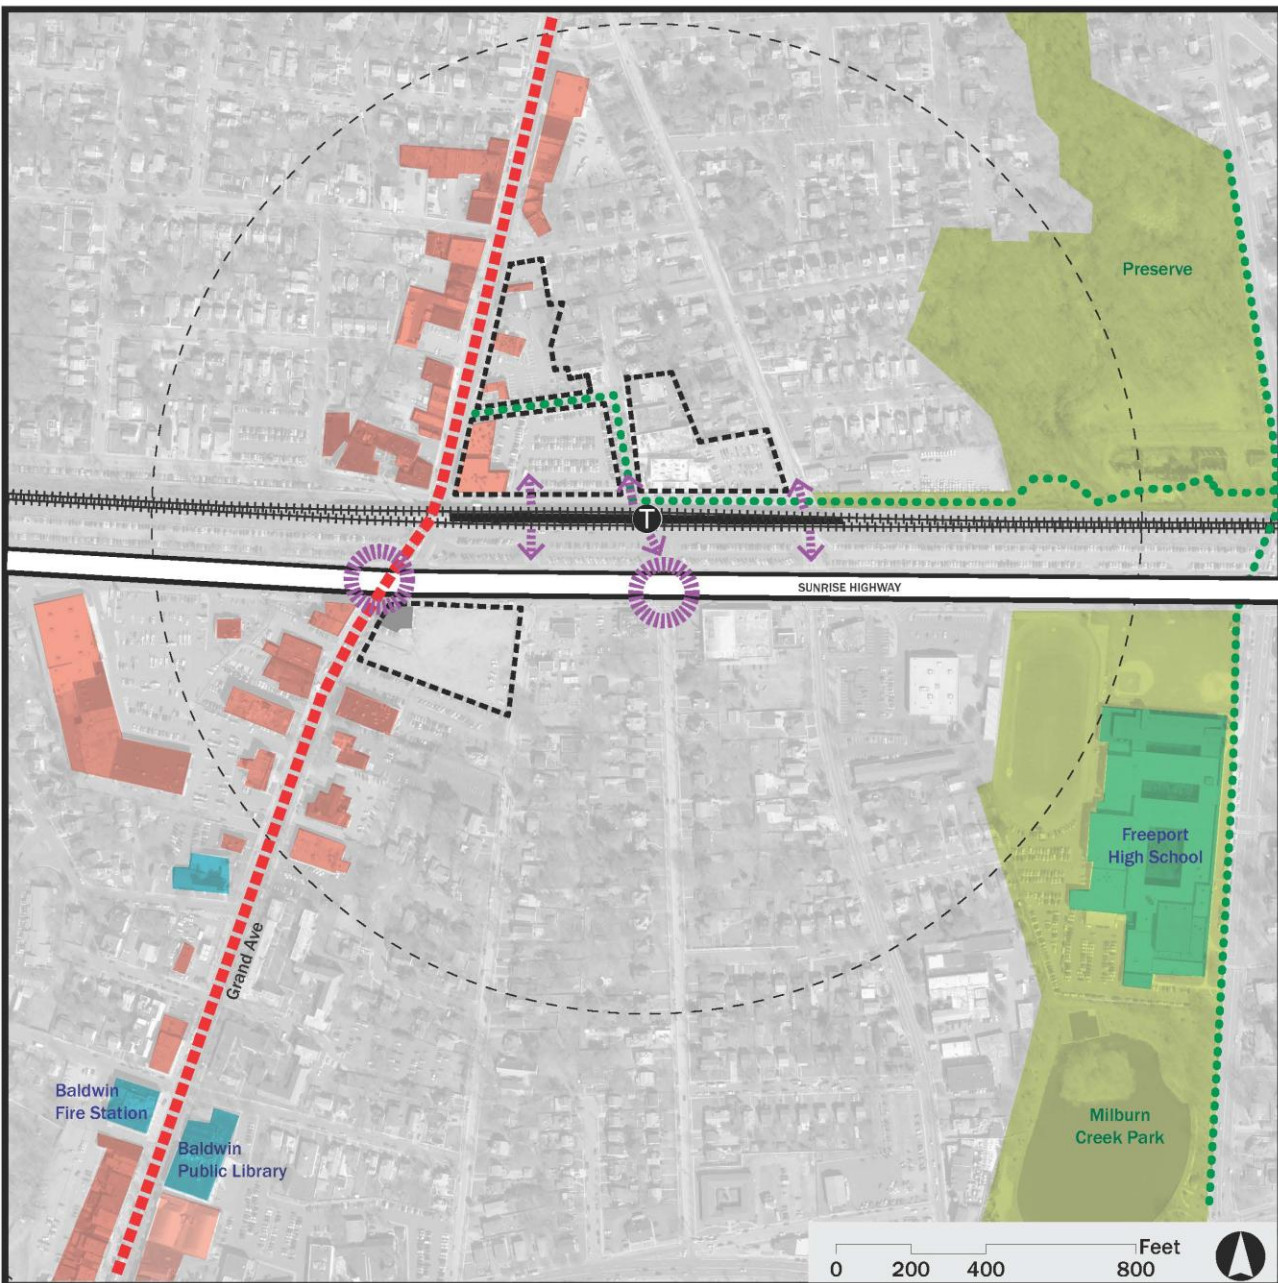 Preserve
T
SUNRISE HIGHWAY
Freeport
High School
Grand Ave
Baldwin
Fire Station
Baldwin
Public Library
Milburn
Creek Park
Feet
0 200 400 800